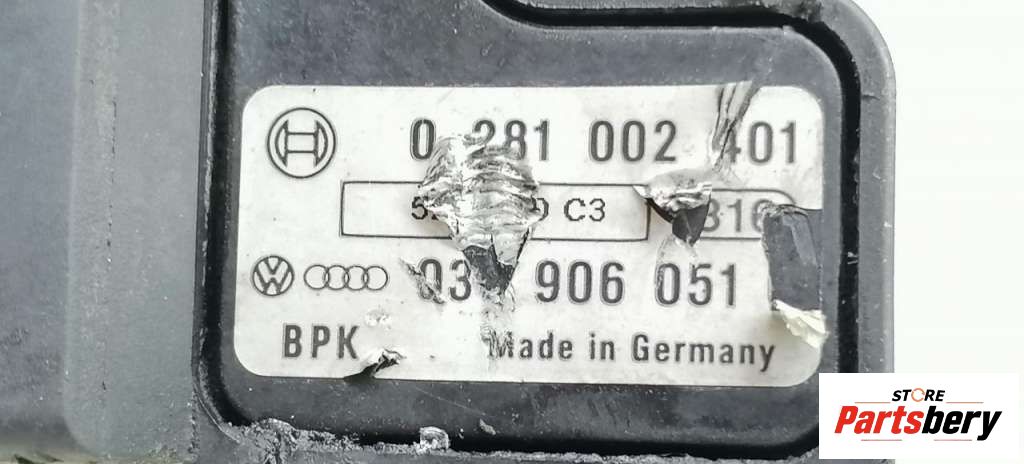 0 281 002 401
C3
906 051
BPK Made in Germany
STORE
Partsbery